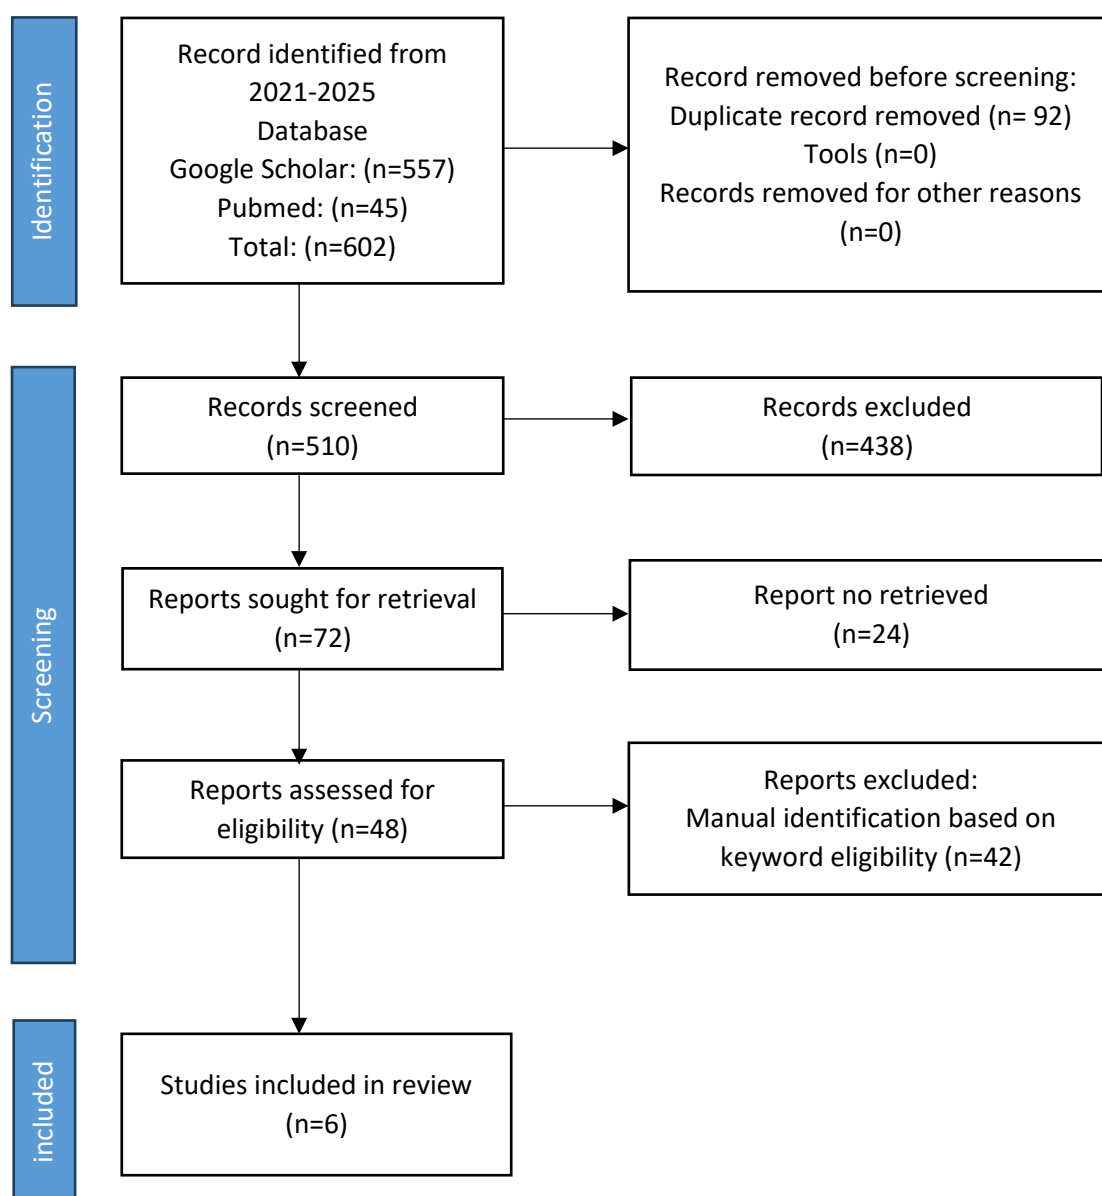 Identification
Record identified from
2021-2025
Database
Google Scholar: (n=557)
Pubmed: (n=45)
Total: (n=602)
Record removed before screening:
Duplicate record removed (n= 92)
Tools (n=0)
Records removed for other reasons
(n=0)
Screening
Records screened
(n=510)
Records excluded
(n=438)
Reports sought for retrieval
(n=72)
Report no retrieved
(n=24)
Reports assessed for
eligibility (n=48)
Reports excluded:
Manual identification based on
keyword eligibility (n=42)
included
Studies included in review
(n=6)